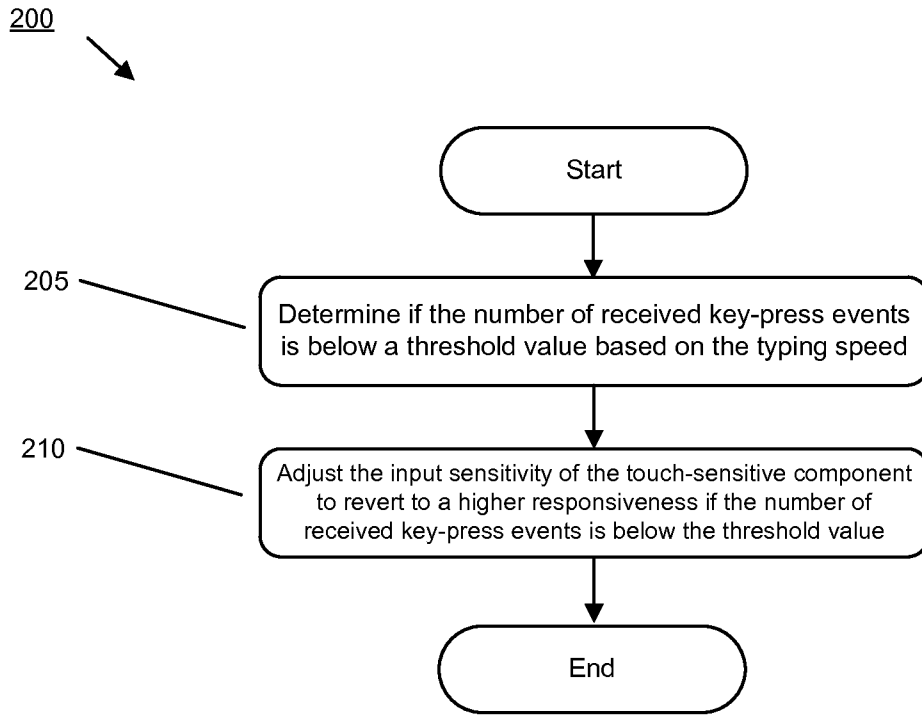 200
Start
205
Determine if the number of received key-press events
is below a threshold value based on the typing speed
210
Adjust the input sensitivity of the touch-sensitive component
to revert to a higher responsiveness if the number of
received key-press events is below the threshold value
End